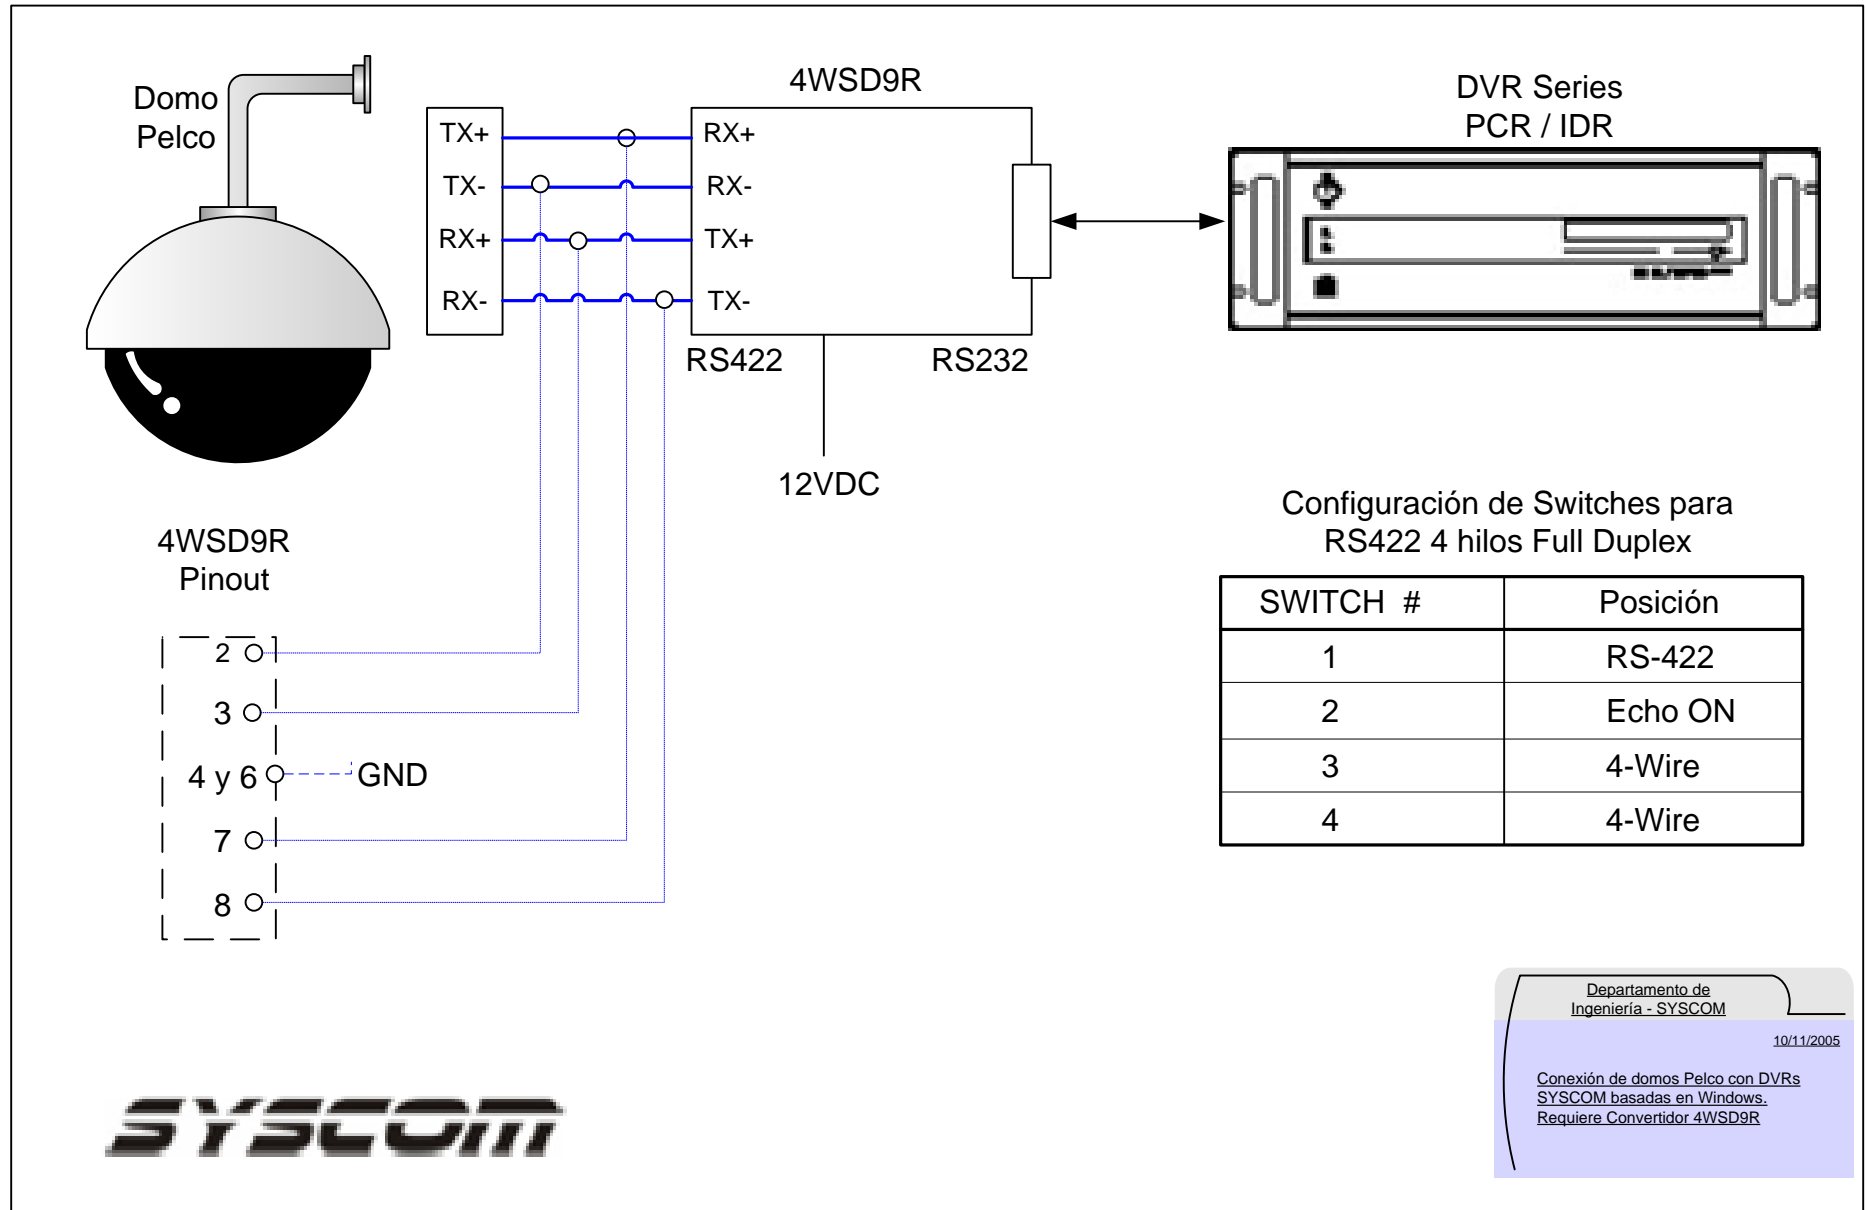 Domo
Pelco
TX+
TX-
RX+
RX-
4WSD9R
RX+
RX-
TX+
TX-
RS422
RS232
12VDC
DVR Series
PCR / IDR
4WSD9R
Pinout
2
3
4 y 6
GND
7
8
Configuración de Switches para
RS422 4 hilos Full Duplex
SWITCH # Posición
1 RS-422
2 Echo ON
3 4-Wire
4 4-Wire
SYSCOM
Departamento de
Ingeniería - SYSCOM
10/11/2005
Conexión de domos Pelco con DVRs
SYSCOM basadas en Windows.
Requiere Convertidor 4WSD9R